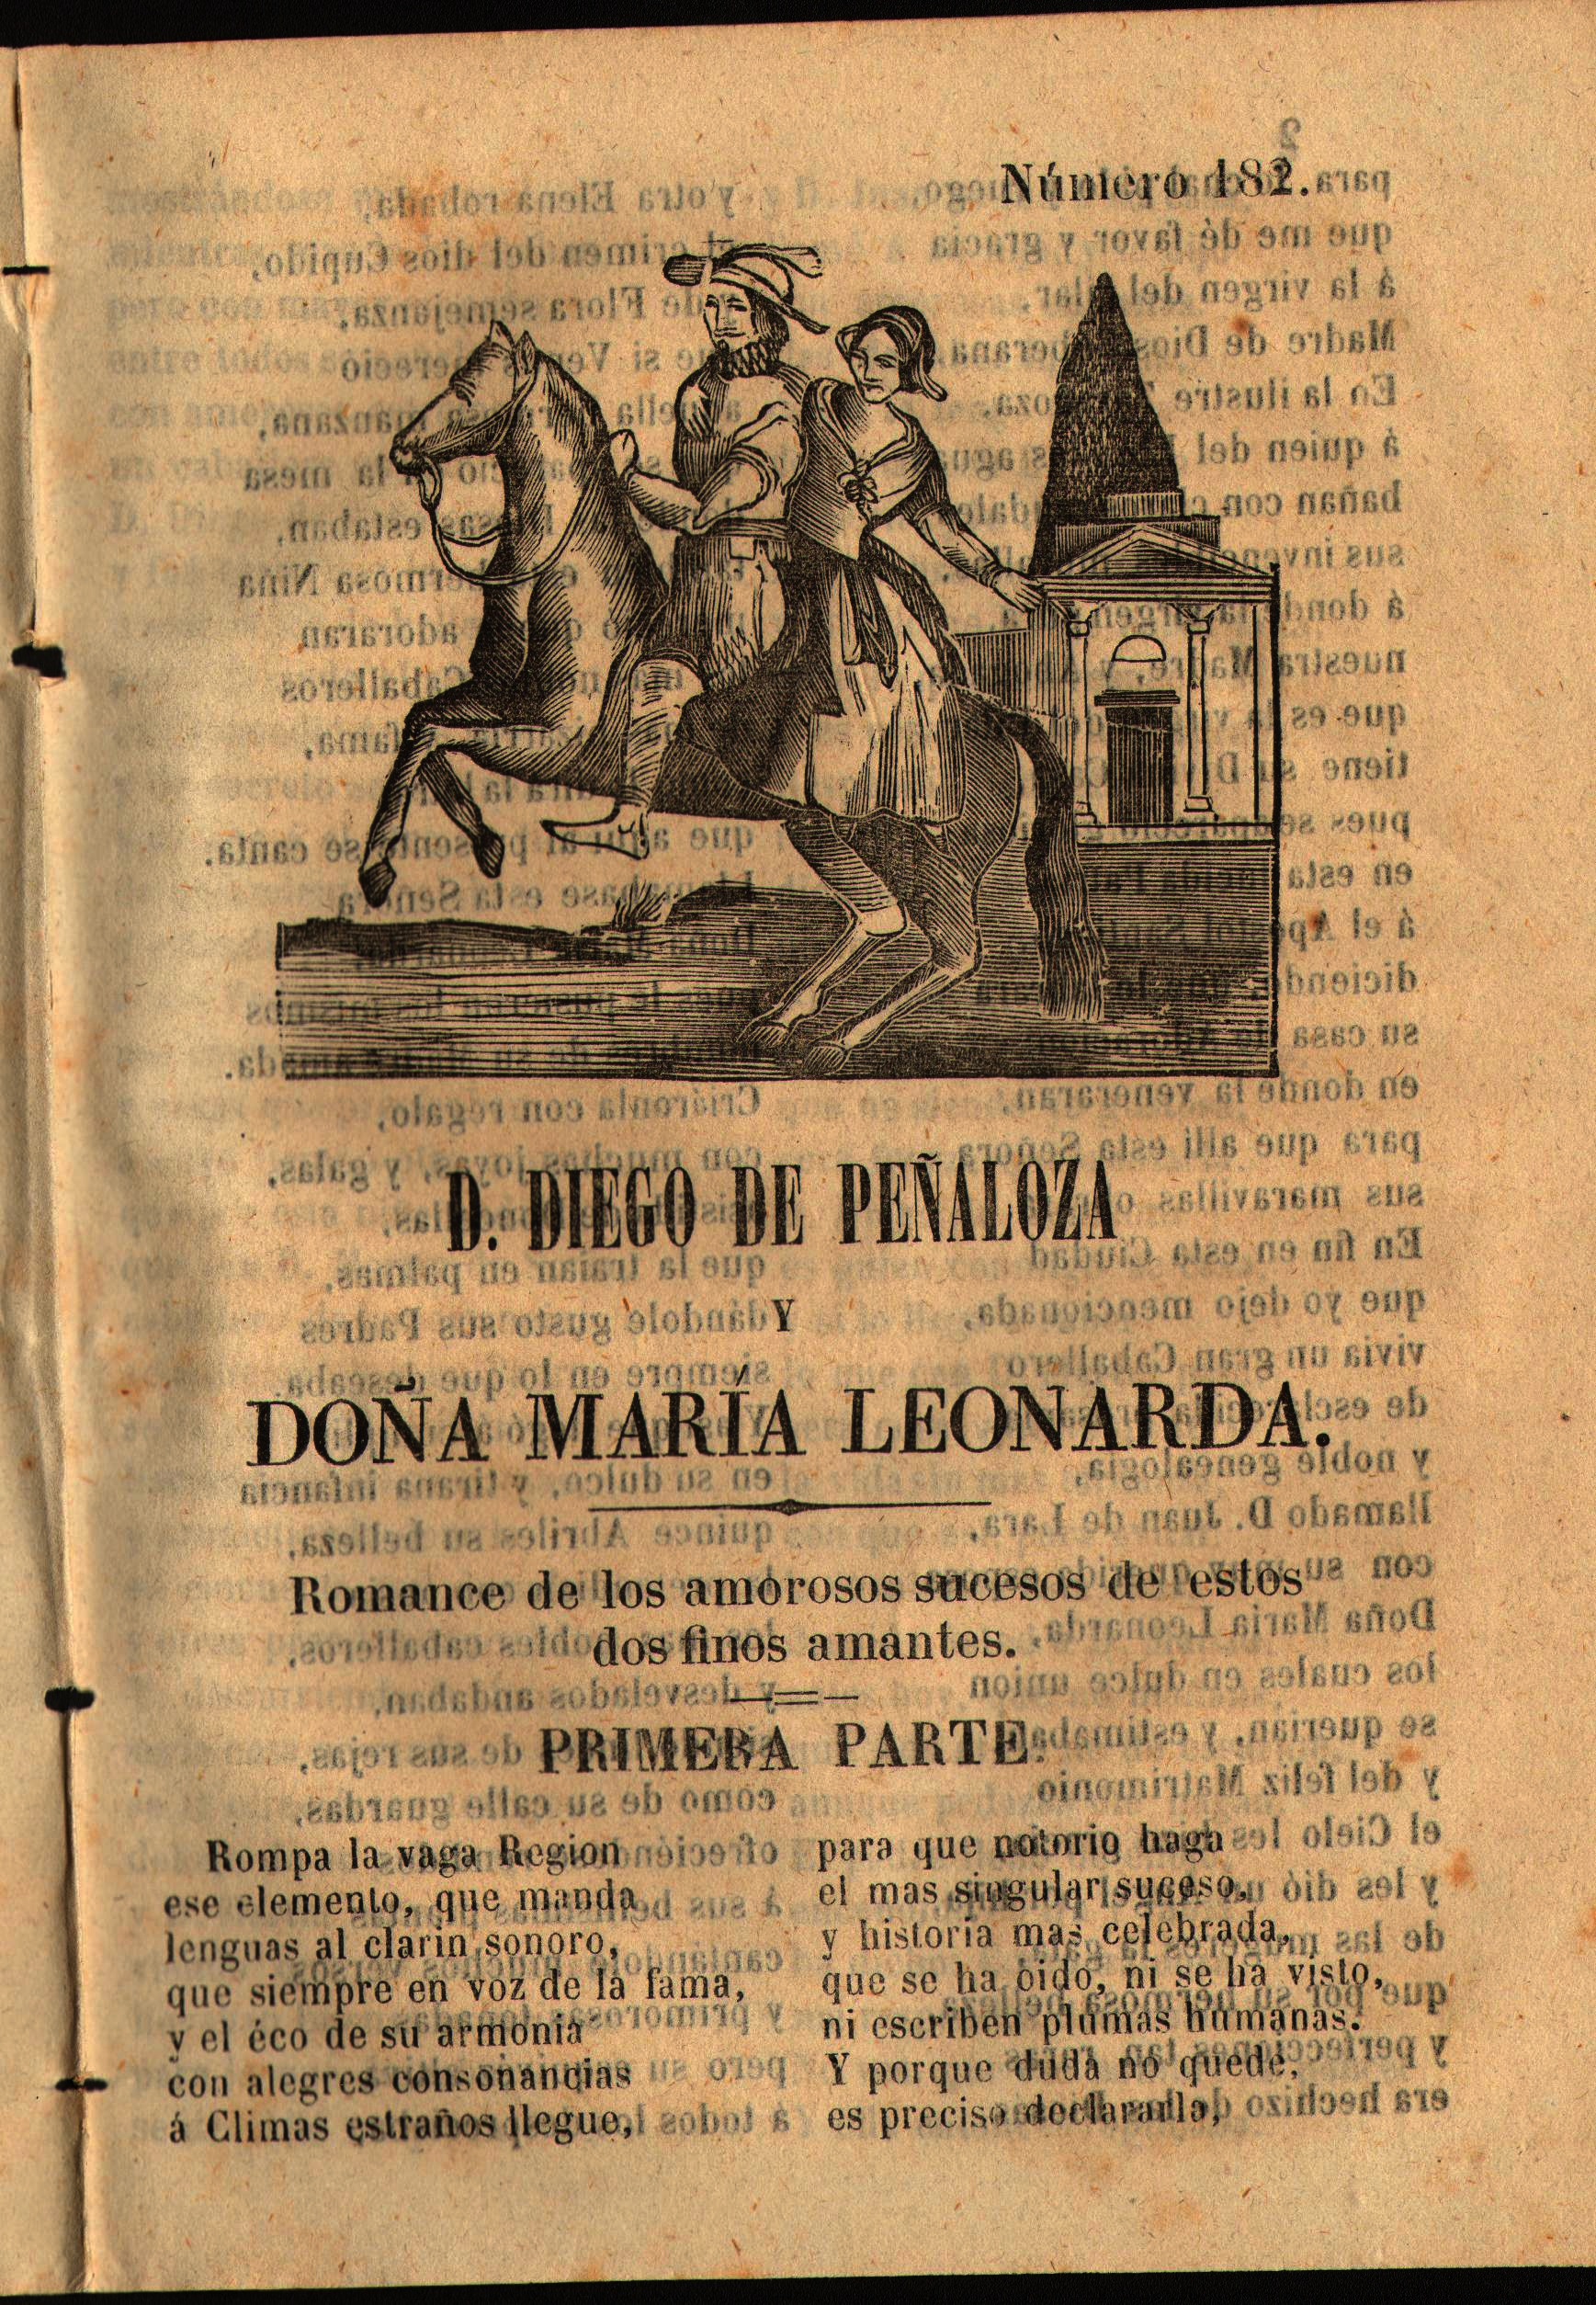 Número 182.
D. DIEGO DE PEÑALOZA
Y
DOÑA MARÍA LEONARDA.
Romance de los amorosos sucesos de estos
dos finos amantes.
PRIMERA PARTE.
Rompa la vaga Region
ese elemento, que manda
lenguas al clarin sonoro,
que siempre en voz de la fama,
y el éco de su armonia
con alegres consonancias
á Climas estraños llegue,
para que notorio haga
el mas singular suceso,
y historia mas celebrada,
que se ha oido, ni se ha visto,
ni escriben plumas humanas.
Y porque duda no quede,
es preciso declararlla,